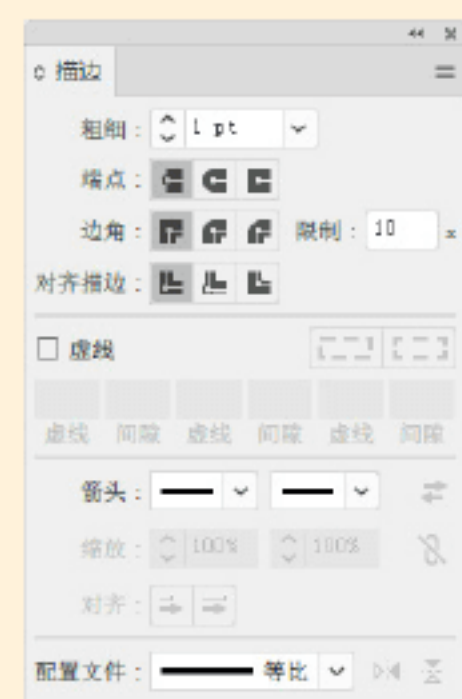 描边
粗细： 1 pt
端点：
边角： 限制： 10 x
对齐描边：
虚线
虚线 间隙 虚线 间隙 虚线 间隙
箭头：
缩放： 100% 100%
对齐：
配置文件： 等比